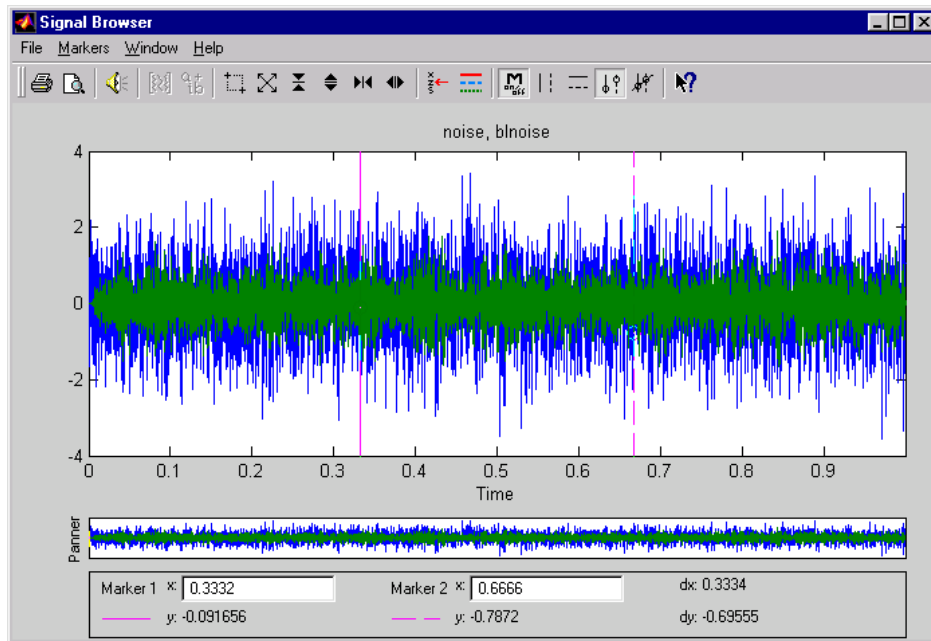 Signal Browser
File Markers Window Help
M
on/off
noise, blnoise
4
2
0
-2
-4
0 0.1 0.2 0.3 0.4 0.5 0.6 0.7 0.8 0.9
Time
Panner
Marker 1 x: 0.3332 Marker 2 x: 0.6666 dx: 0.3334
y: -0.091656 y: -0.7872 dy: -0.69555